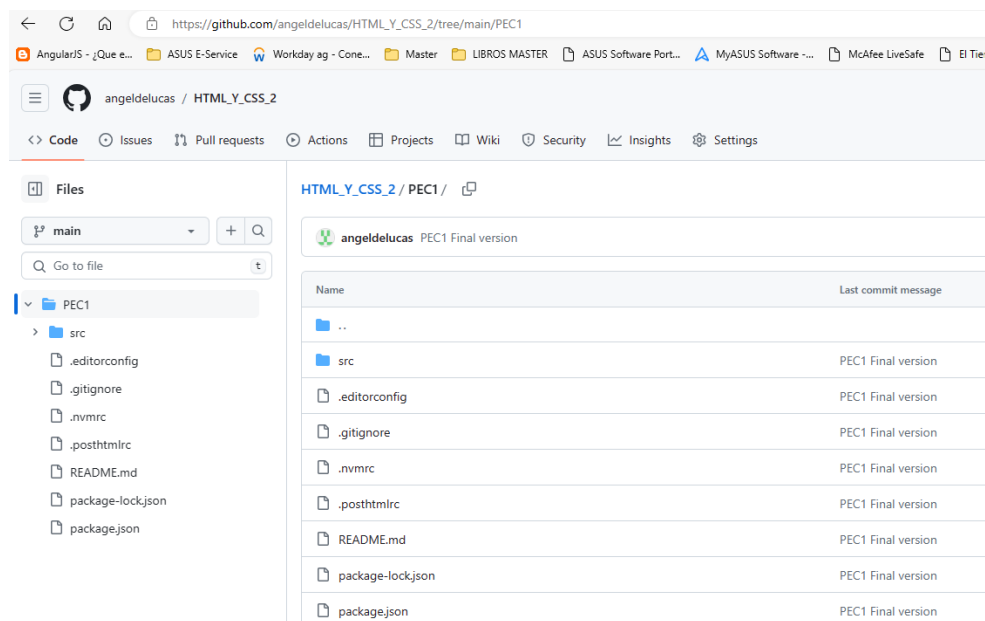 https://github.com/angeldelucas/HTML_Y_CSS_2/tree/main/PEC1
AngularJS - ¿Que e... ASUS E-Service Workday ag - Cone... Master LIBROS MASTER ASUS Software Port... MyASUS Software -... McAfee LiveSafe El Tie
angeldelucas / HTML_Y_CSS_2
Code Issues Pull requests Actions Projects Wiki Security Insights Settings
Files
main
Go to file t
PEC1
src
.editorconfig
.gitignore
.nvmrc
.posthtmlrc
README.md
package-lock.json
package.json
HTML_Y_CSS_2 / PEC1 /
angeldelucas PEC1 Final version
Name Last commit message
..
src PEC1 Final version
.editorconfig PEC1 Final version
.gitignore PEC1 Final version
.nvmrc PEC1 Final version
.posthtmlrc PEC1 Final version
README.md PEC1 Final version
package-lock.json PEC1 Final version
package.json PEC1 Final version